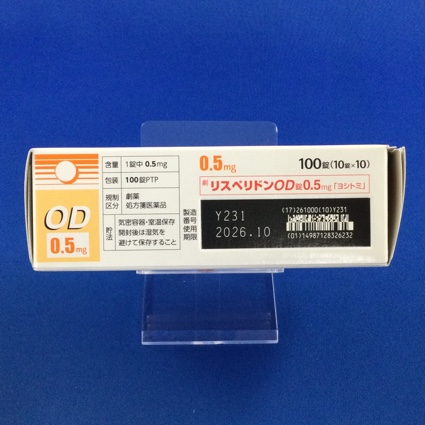 OD
0.5mg
含量 1錠中 0.5mg
包装 100錠PTP
規制区分 劇薬
処方箋医薬品
貯法 気密容器・室温保存
開封後は湿気を
避けて保存すること
0.5mg 100錠(10錠×10)
劇 リスペリドンOD錠0.5mg「ヨシトミ」
製造番号
使用期限
Y231
2026.10
(17)261000(10)Y231
(01)14987128326232